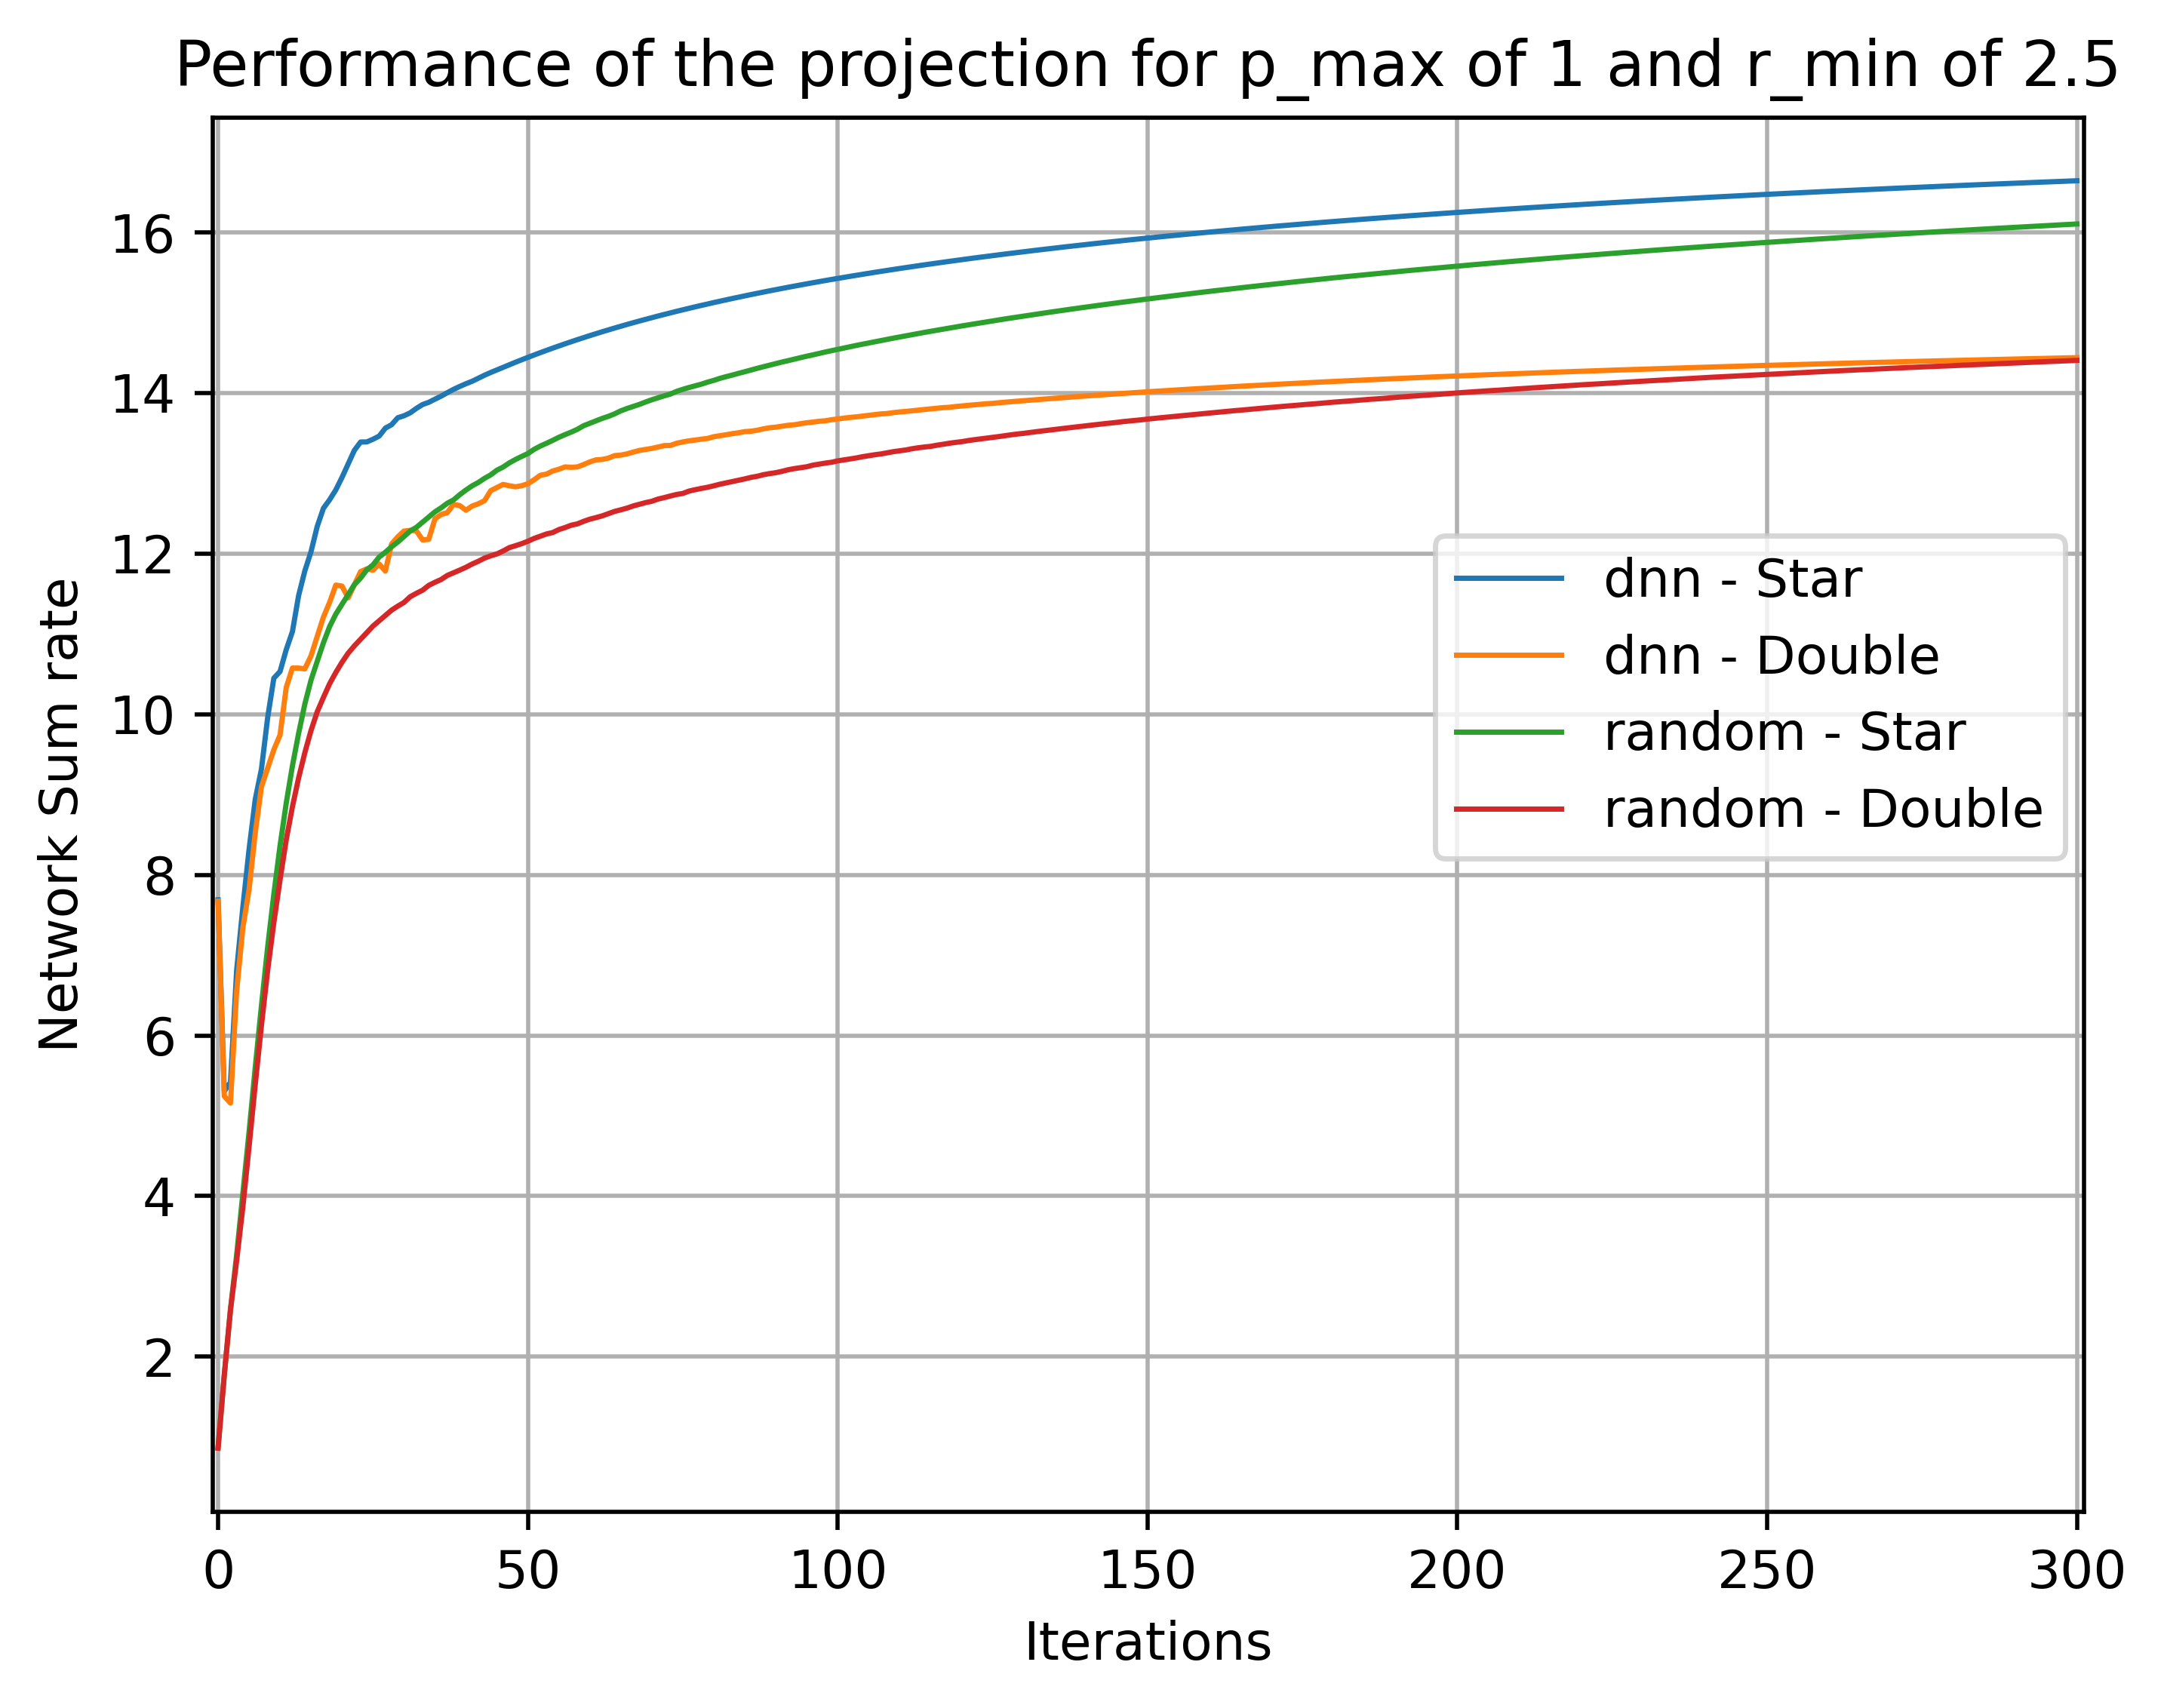 Performance of the projection for p_max of 1 and r_min of 2.5
Network Sum rate
16
14
12
10
8
6
4
2
dnn - Star
dnn - Double
random - Star
random - Double
0 50 100 150 200 250 300
Iterations